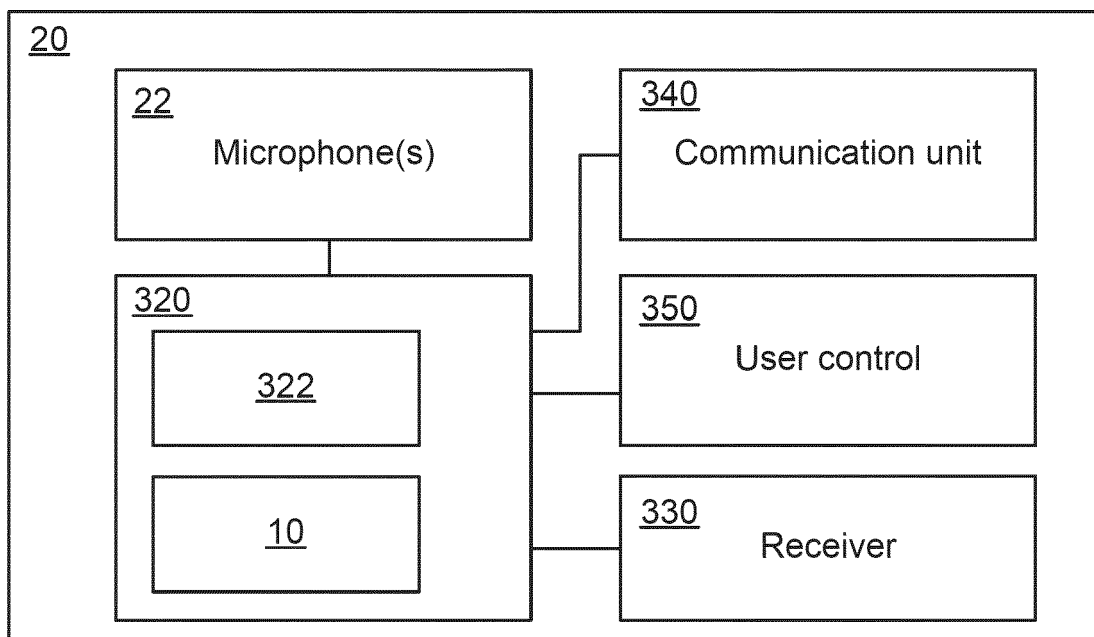 20
22
Microphone(s)
340
Communication unit
320
322
10
350
User control
330
Receiver